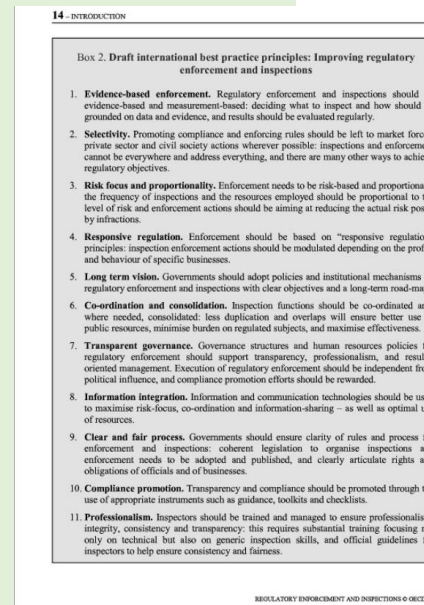 14 – INTRODUCTION
Box 2. Draft international best practice principles: Improving regulatory
enforcement and inspections
1. Evidence-based enforcement. Regulatory enforcement and inspections should
evidence-based and measurement-based: deciding what to inspect and how should
grounded on data and evidence, and results should be evaluated regularly.
2. Selectivity. Promoting compliance and enforcing rules should be left to market forc
private sector and civil society actions wherever possible: inspections and enforceme
cannot be everywhere and address everything, and there are many other ways to achie
regulatory objectives.
3. Risk focus and proportionality. Enforcement needs to be risk-based and proportiona
the frequency of inspections and the resources employed should be proportional to t
level of risk and enforcement actions should be aiming at reducing the actual risk pos
by infractions.
4. Responsive regulation. Enforcement should be based on “responsive regulatio
principles: inspection enforcement actions should be modulated depending on the prof
and behaviour of specific businesses.
5. Long term vision. Governments should adopt policies and institutional mechanisms
regulatory enforcement and inspections with clear objectives and a long-term road-ma
6. Co-ordination and consolidation. Inspection functions should be co-ordinated an
where needed, consolidated: less duplication and overlaps will ensure better use
public resources, minimise burden on regulated subjects, and maximise effectiveness.
7. Transparent governance. Governance structures and human resources policies f
regulatory enforcement should support transparency, professionalism, and resul
oriented management. Execution of regulatory enforcement should be independent fro
political influence, and compliance promotion efforts should be rewarded.
8. Information integration. Information and communication technologies should be us
to maximise risk-focus, co-ordination and information-sharing – as well as optimal u
of resources.
9. Clear and fair process. Governments should ensure clarity of rules and process f
enforcement and inspections: coherent legislation to organise inspections a
enforcement needs to be adopted and published, and clearly articulate rights a
obligations of officials and of businesses.
10. Compliance promotion. Transparency and compliance should be promoted through t
use of appropriate instruments such as guidance, toolkits and checklists.
11. Professionalism. Inspectors should be trained and managed to ensure professionalis
integrity, consistency and transparency: this requires substantial training focusing n
only on technical but also on generic inspection skills, and official guidelines f
inspectors to help ensure consistency and fairness.
REGULATORY ENFORCEMENT AND INSPECTIONS © OECD